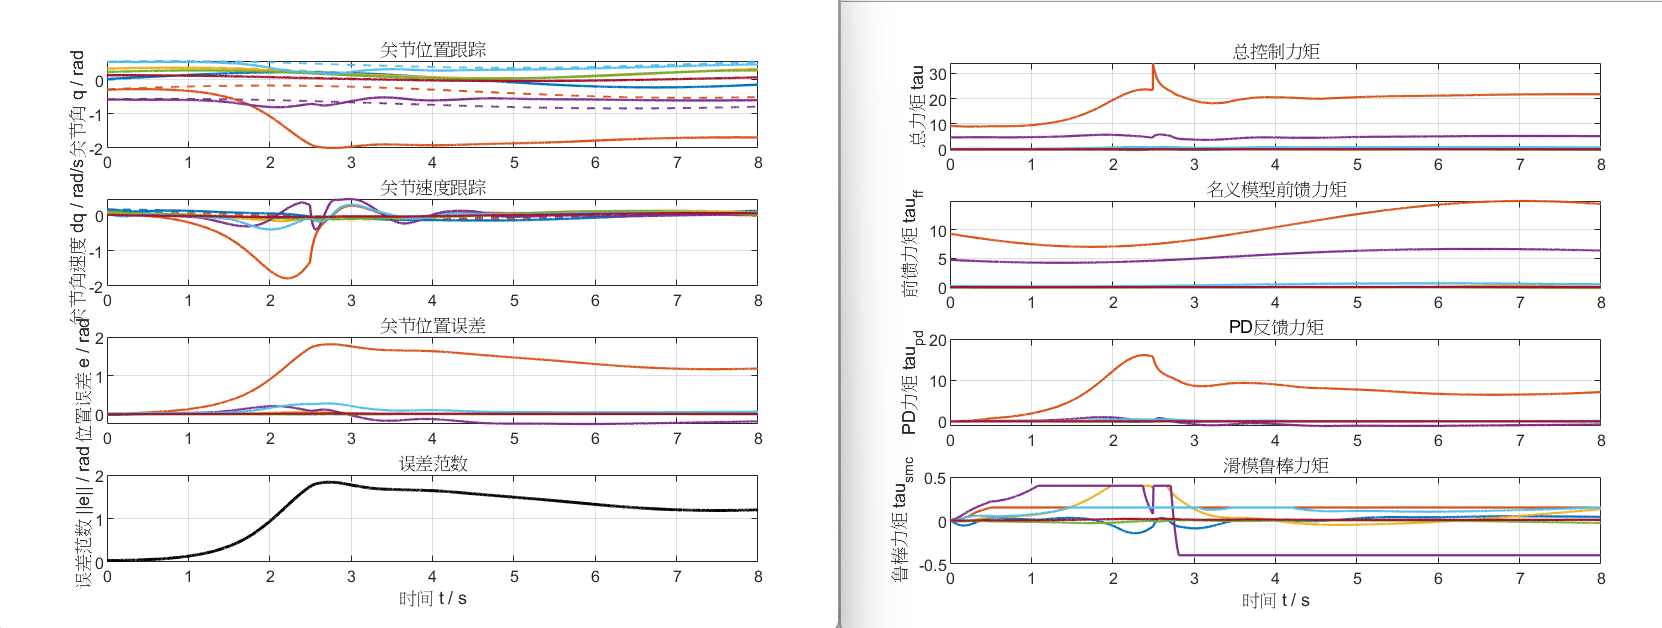 关节位置跟踪
关节角 q / rad
0
-1
-2
0 1 2 3 4 5 6 7 8
关节速度跟踪
关节角速度 dq / rad/s
0
-1
-2
0 1 2 3 4 5 6 7 8
关节位置误差
位置误差 e / rad
2
1
0
0 1 2 3 4 5 6 7 8
误差范数
误差范数 ||e|| / rad
2
1
0
0 1 2 3 4 5 6 7 8
时间 t / s
总控制力矩
总力矩 tau
30
20
10
0
0 1 2 3 4 5 6 7 8
名义模型前馈力矩
前馈力矩 tau_ff
10
5
0
0 1 2 3 4 5 6 7 8
PD反馈力矩
PD力矩 tau_pd
20
10
0
0 1 2 3 4 5 6 7 8
滑模鲁棒力矩
鲁棒力矩 tau_smc
0.5
0
-0.5
0 1 2 3 4 5 6 7 8
时间 t / s